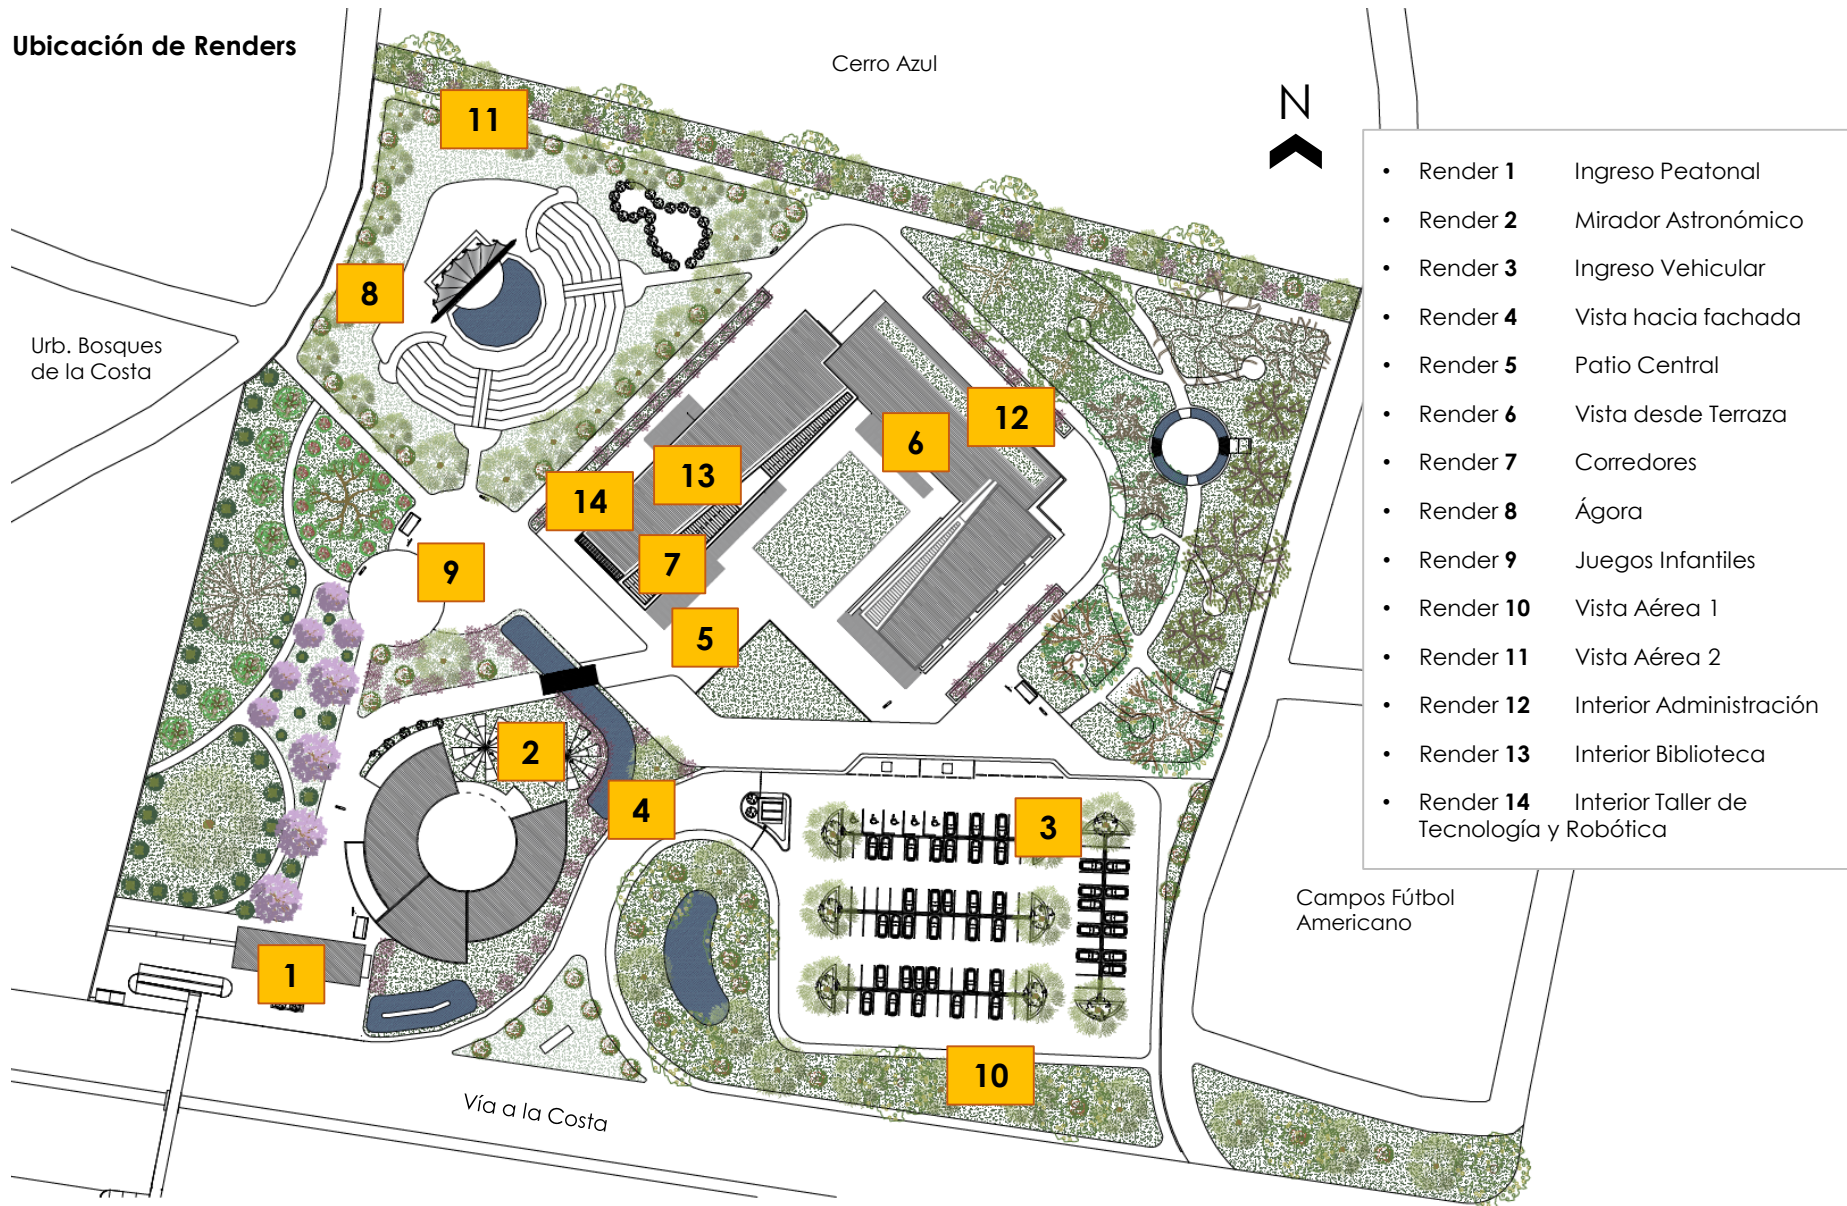 Ubicación de Renders
Cerro Azul
N
11
8
Urb. Bosques
de la Costa
12
6
13
14
7
9
5
2
4
3
1
10
Vía a la Costa
Campos Fútbol
Americano
• Render 1 Ingreso Peatonal
• Render 2 Mirador Astronómico
• Render 3 Ingreso Vehicular
• Render 4 Vista hacia fachada
• Render 5 Patio Central
• Render 6 Vista desde Terraza
• Render 7 Corredores
• Render 8 Ágora
• Render 9 Juegos Infantiles
• Render 10 Vista Aérea 1
• Render 11 Vista Aérea 2
• Render 12 Interior Administración
• Render 13 Interior Biblioteca
• Render 14 Interior Taller de
Tecnología y Robótica